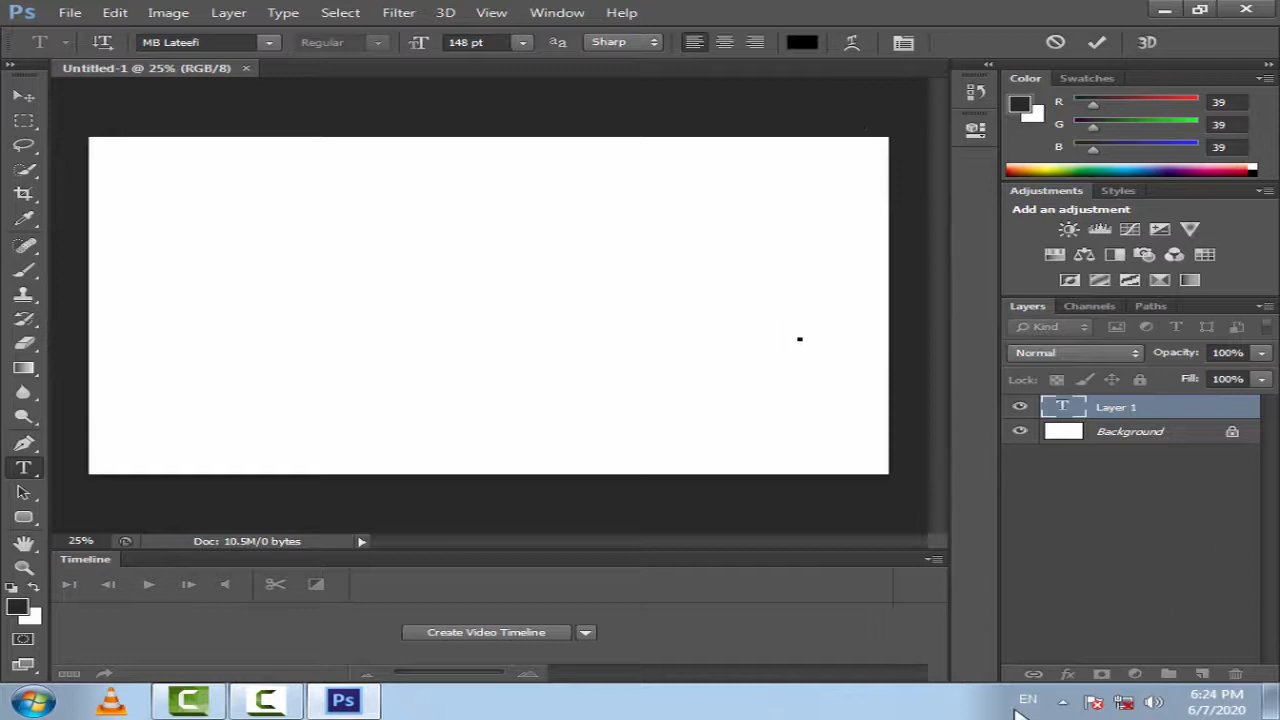 Ps File Edit Image Layer Type Select Filter 3D View Window Help
T MB Lateefi Regular 148 pt Sharp 3D
Untitled-1 @ 25% (RGB/8) ×
Color Swatches
R 39
G 39
B 39
Adjustments Styles
Add an adjustment
Layers Channels Paths
Kind
Normal Opacity: 100%
Lock: Fill: 100%
T Layer 1
Background
25% Doc: 10.5M/0 bytes
Timeline
Create Video Timeline
Ps EN 6:24 PM
6/7/2020